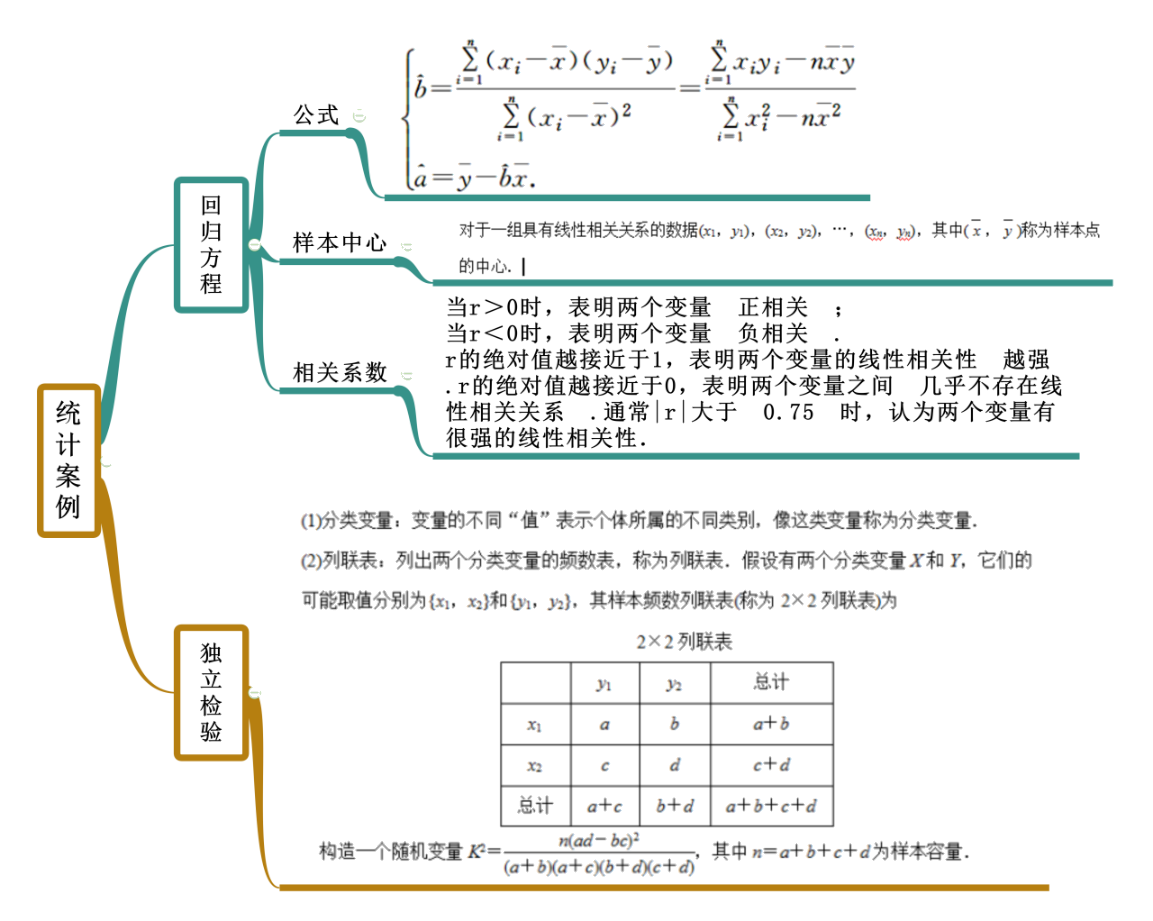 统计案例
回归方程
公式
b̂=∑(i=1→n)(xᵢ-x̄)(yᵢ-ȳ)/∑(i=1→n)(xᵢ-x̄)²=(∑(i=1→n)xᵢyᵢ-nx̄ȳ)/(∑(i=1→n)xᵢ²-nx̄²)
â=ȳ-b̂x̄.
样本中心
对于一组具有线性相关关系的数据(x₁，y₁)，(x₂，y₂)，…，(xₙ，yₙ)，其中(x̄，ȳ)称为样本点
的中心.
相关系数
当r＞0时，表明两个变量 正相关 ；
当r＜0时，表明两个变量 负相关 .
r的绝对值越接近于1，表明两个变量的线性相关性 越强
.r的绝对值越接近于0，表明两个变量之间 几乎不存在线
性相关关系 .通常|r|大于 0.75 时，认为两个变量有
很强的线性相关性.
独立检验
(1)分类变量：变量的不同“值”表示个体所属的不同类别，像这类变量称为分类变量.
(2)列联表：列出两个分类变量的频数表，称为列联表．假设有两个分类变量 X 和 Y，它们的
可能取值分别为{x₁，x₂}和{y₁，y₂}，其样本频数列联表(称为 2×2 列联表)为
2×2 列联表
y₁ y₂ 总计
x₁ a b a+b
x₂ c d c+d
总计 a+c b+d a+b+c+d
构造一个随机变量 K²=n(ad-bc)²/(a+b)(a+c)(b+d)(c+d)，其中 n=a+b+c+d 为样本容量.